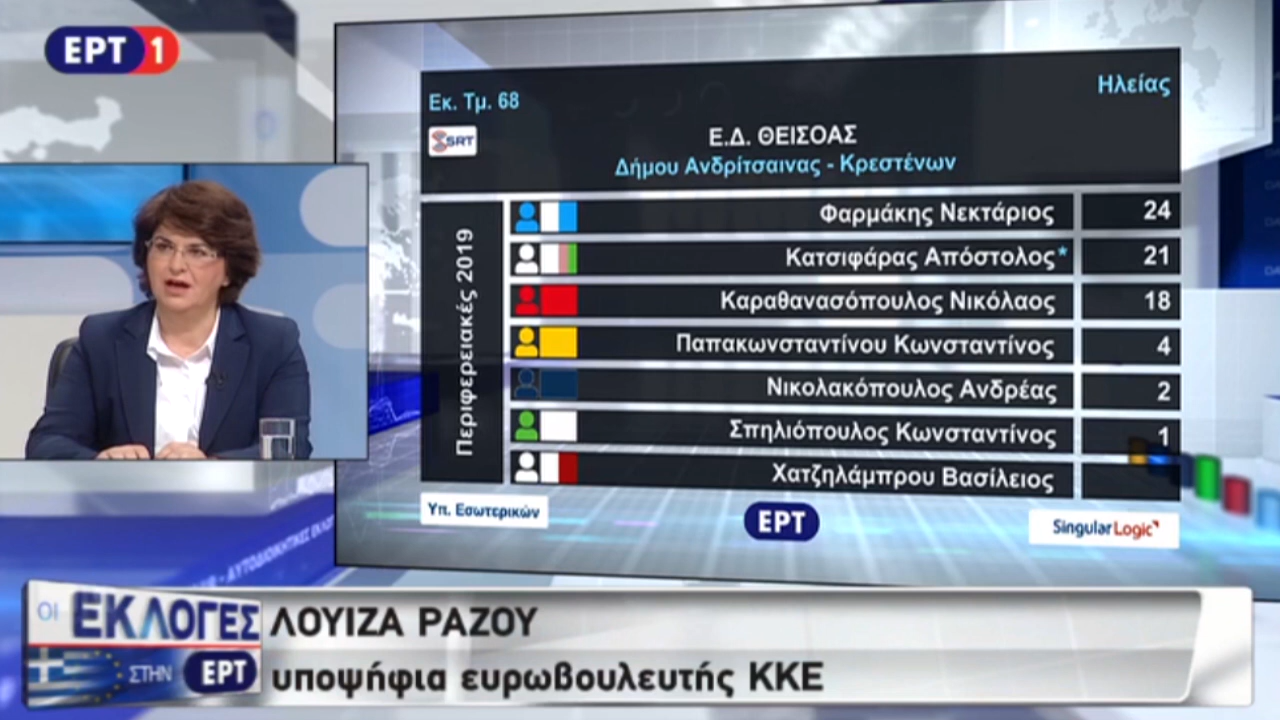 ΕΡΤ 1
Εκ. Τμ. 68
Ηλείας
SRT
Ε.Δ. ΘΕΙΣΟΑΣ
Δήμου Ανδρίτσαινας - Κρεστένων
Περιφερειακές 2019
Φαρμάκης Νεκτάριος 24
Κατσιφάρας Απόστολος* 21
Καραθανασόπουλος Νικόλαος 18
Παπακωνσταντίνου Κωνσταντίνος 4
Νικολακόπουλος Ανδρέας 2
Σπηλιόπουλος Κωνσταντίνος 1
Χατζηλάμπρου Βασίλειος
Υπ. Εσωτερικών
ΕΡΤ
SingularLogic
ΟΙ ΕΚΛΟΓΕΣ
ΣΤΗΝ ΕΡΤ
ΛΟΥΙΖΑ ΡΑΖΟΥ
υποψήφια ευρωβουλευτής ΚΚΕ